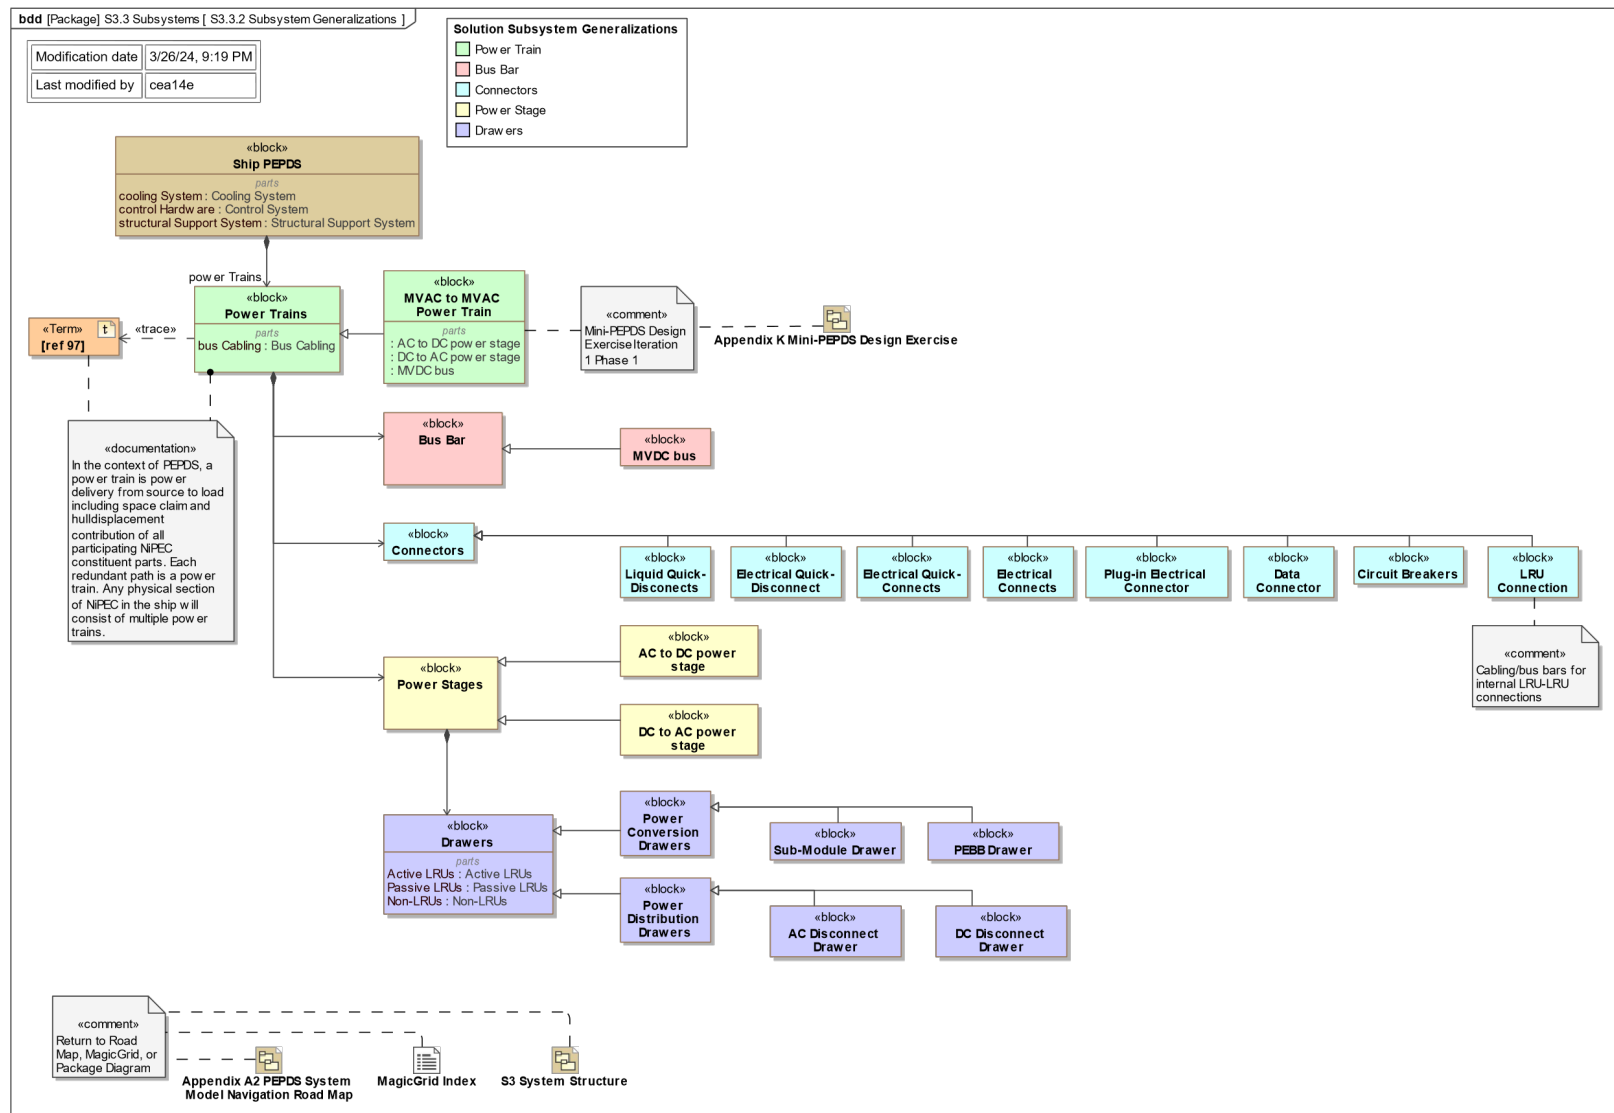 bdd [Package] S3.3 Subsystems [ S3.3.2 Subsystem Generalizations ]
Modification date 3/26/24, 9:19 PM
Last modified by cea14e
Solution Subsystem Generalizations
Power Train
Bus Bar
Connectors
Power Stage
Drawers
«block»
Ship PEPDS
parts
cooling System : Cooling System
control Hardware : Control System
structural Support System : Structural Support System
power Trains
«block»
Power Trains
parts
bus Cabling : Bus Cabling
«block»
MVAC to MVAC
Power Train
parts
: AC to DC power stage
: DC to AC power stage
: MVDC bus
«comment»
Mini-PEPDS Design
Exercise Iteration
1 Phase 1
Appendix K Mini-PEPDS Design Exercise
«Term»
t
[ref 97]
«trace»
«documentation»
In the context of PEPDS, a
power train is power
delivery from source to load
including space claim and
hulldisplacement
contribution of all
participating NiPEC
constituent parts. Each
redundant path is a power
train. Any physical section
of NiPEC in the ship will
consist of multiple power
trains.
«block»
Bus Bar
«block»
MVDC bus
«block»
Connectors
«block»
Liquid Quick-
Disconects
«block»
Electrical Quick-
Disconnect
«block»
Electrical Quick-
Connects
«block»
Electrical
Connects
«block»
Plug-in Electrical
Connector
«block»
Data
Connector
«block»
Circuit Breakers
«block»
LRU
Connection
«comment»
Cabling/bus bars for
internal LRU-LRU
connections
«block»
Power Stages
«block»
AC to DC power
stage
«block»
DC to AC power
stage
«block»
Drawers
parts
Active LRUs : Active LRUs
Passive LRUs : Passive LRUs
Non-LRUs : Non-LRUs
«block»
Power
Conversion
Drawers
«block»
Sub-Module Drawer
«block»
PEBB Drawer
«block»
Power
Distribution
Drawers
«block»
AC Disconnect
Drawer
«block»
DC Disconnect
Drawer
«comment»
Return to Road
Map, MagicGrid, or
Package Diagram
Appendix A2 PEPDS System
Model Navigation Road Map
MagicGrid Index
S3 System Structure